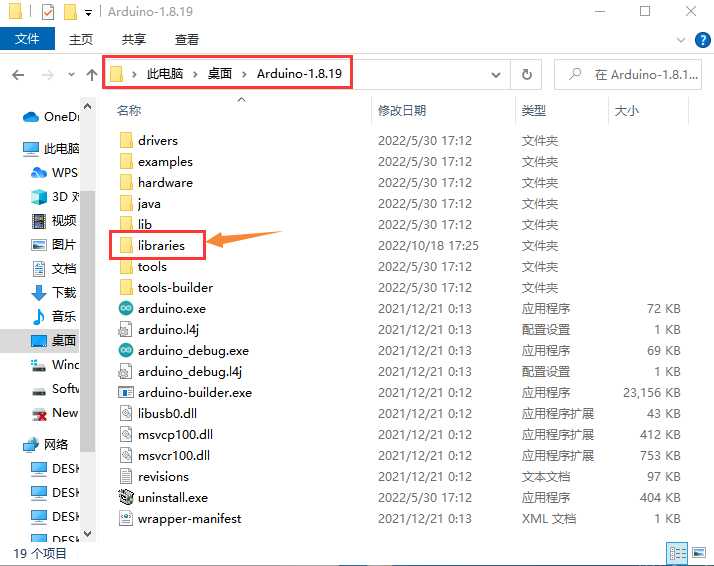 Arduino-1.8.19
文件 主页 共享 查看
此电脑 桌面 Arduino-1.8.19 在 Arduino-1.8.1...
名称 修改日期 类型 大小
OneDr
此电脑
WPS
3D 对
视频
图片
文档
下载
音乐
桌面
Wind
Softw
New
网络
DESK
DESK
DESK
DESK
drivers 2022/5/30 17:12 文件夹
examples 2022/5/30 17:12 文件夹
hardware 2022/5/30 17:12 文件夹
java 2022/5/30 17:12 文件夹
lib 2022/5/30 17:12 文件夹
libraries 2022/10/18 17:25 文件夹
tools 2022/5/30 17:12 文件夹
tools-builder 2022/5/30 17:12 文件夹
arduino.exe 2021/12/21 0:13 应用程序 72 KB
arduino.l4j 2021/12/21 0:13 配置设置 1 KB
arduino_debug.exe 2021/12/21 0:13 应用程序 69 KB
arduino_debug.l4j 2021/12/21 0:13 配置设置 1 KB
arduino-builder.exe 2021/12/21 0:12 应用程序 23,156 KB
libusb0.dll 2021/12/21 0:12 应用程序扩展 43 KB
msvcp100.dll 2021/12/21 0:12 应用程序扩展 412 KB
msvcr100.dll 2021/12/21 0:12 应用程序扩展 753 KB
revisions 2021/12/21 0:12 文本文档 97 KB
uninstall.exe 2022/5/30 17:12 应用程序 404 KB
wrapper-manifest 2021/12/21 0:13 XML 文档 1 KB
19 个项目